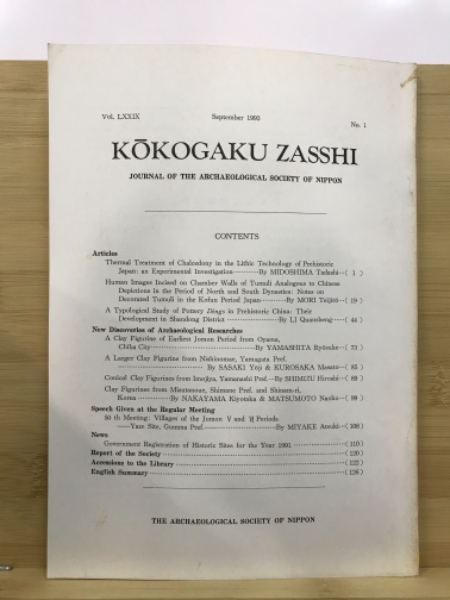 Vol. LXXIX September 1993 No. 1
KŌKOGAKU ZASSHI
JOURNAL OF THE ARCHAEOLOGICAL SOCIETY OF NIPPON
CONTENTS
Articles
Thermal Treatment of Chalcedony in the Lithic Technology of Prehistoric
Japan: an Experimental Investigation············By MIDOSHIMA Tadashi···( 1 )
Human Images Incised on Chamber Walls of Tumuli Analogous to Chinese
Depictions in the Period of North and South Dynasties: Notes on
Decorated Tumuli in the Kofun Period Japan············By MORI Teijirō···( 19 )
A Typological Study of Pottery Dings in Prehistoric China: Their
Development in Shandong District············By LI ······( 44 )
New Discoveries of Archaeological Researches
A Clay Figurine of Earliest Jomon Period from Oyama,
Chiba City············By YAMASHITA ······( 73 )
A Larger Clay Figurine from Nishinomae, Yamagata Pref.
············By SASAKI Yoji & KUROSAKA Masato···( 85 )
Conical Clay Figurines from Imojiya, Yamanashi Pref.···By SHIMIZU Hiroshi···( 89 )
Clay Figurines from Mientaunoe, Shimane Pref. and
Korea············By NAKAYAMA Kiyotaka & MATSUMOTO Naoko···( 98 )
Speech Given at the Regular Meeting
Meeting: Villages of the Jomon V and Periods
——Yaze Site, Gumma Pref.············By MIYAKE Atsuki···(108)
News
Government Registration of Historic Sites for the Year 1991············(110)
Report of the Society············(120)
Accessions to the Library············(122)
English Summary············(126)
THE ARCHAEOLOGICAL SOCIETY OF NIPPON